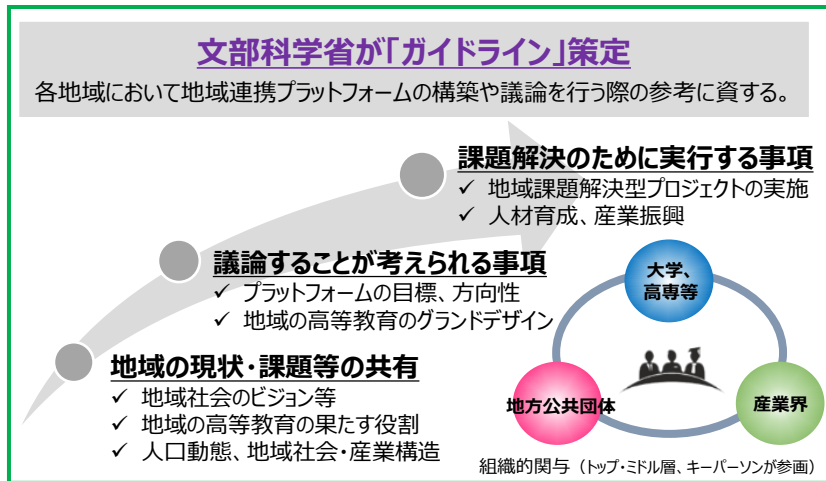 文部科学省が「ガイドライン」策定
各地域において地域連携プラットフォームの構築や議論を行う際の参考に資する。
課題解決のために実行する事項
✓ 地域課題解決型プロジェクトの実施
✓ 人材育成、産業振興
議論することが考えられる事項
✓ プラットフォームの目標、方向性
✓ 地域の高等教育のグランドデザイン
地域の現状・課題等の共有
✓ 地域社会のビジョン等
✓ 地域の高等教育の果たす役割
✓ 人口動態、地域社会・産業構造
大学、
高専等
地方公共団体
産業界
組織的関与（トップ・ミドル層、キーパーソンが参画）